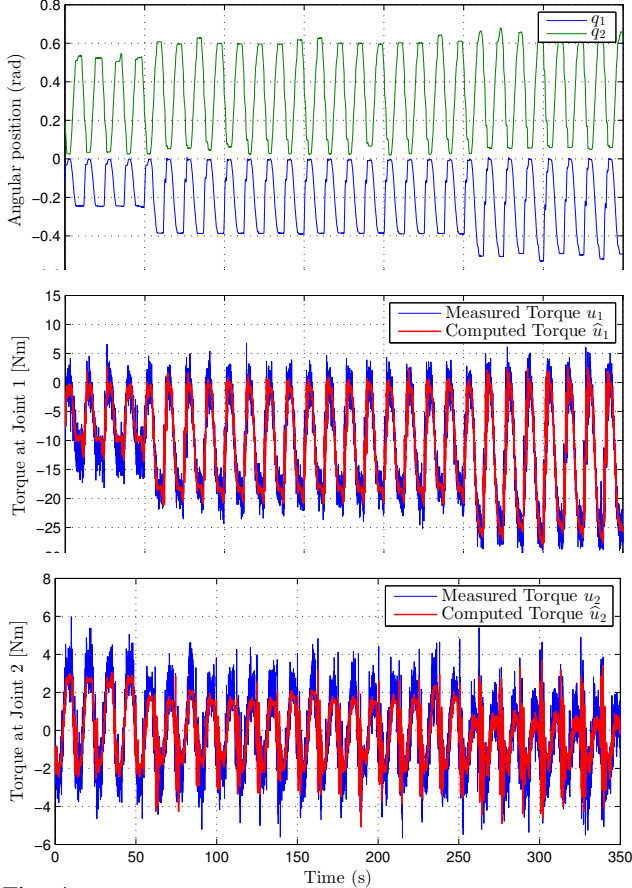 0.8
q1
q2
0.6
0.4
0.2
0
−0.2
−0.4
Angular position (rad)
15
Measured Torque u1
Computed Torque û1
10
5
0
−5
−10
−15
−20
−25
Torque at Joint 1 [Nm]
8
Measured Torque u2
Computed Torque û2
6
4
2
0
−2
−4
−6
Torque at Joint 2 [Nm]
0 50 100 150 200 250 300 350
Time (s)